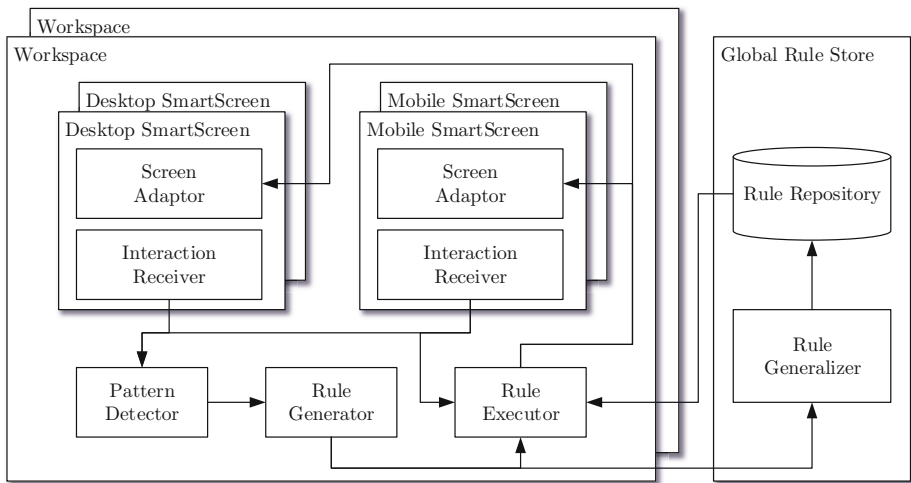 Workspace
Workspace
Desktop SmartScreen
Desktop SmartScreen
Screen
Adaptor
Interaction
Receiver
Mobile SmartScreen
Mobile SmartScreen
Screen
Adaptor
Interaction
Receiver
Pattern
Detector
Rule
Generator
Rule
Executor
Global Rule Store
Rule Repository
Rule
Generalizer